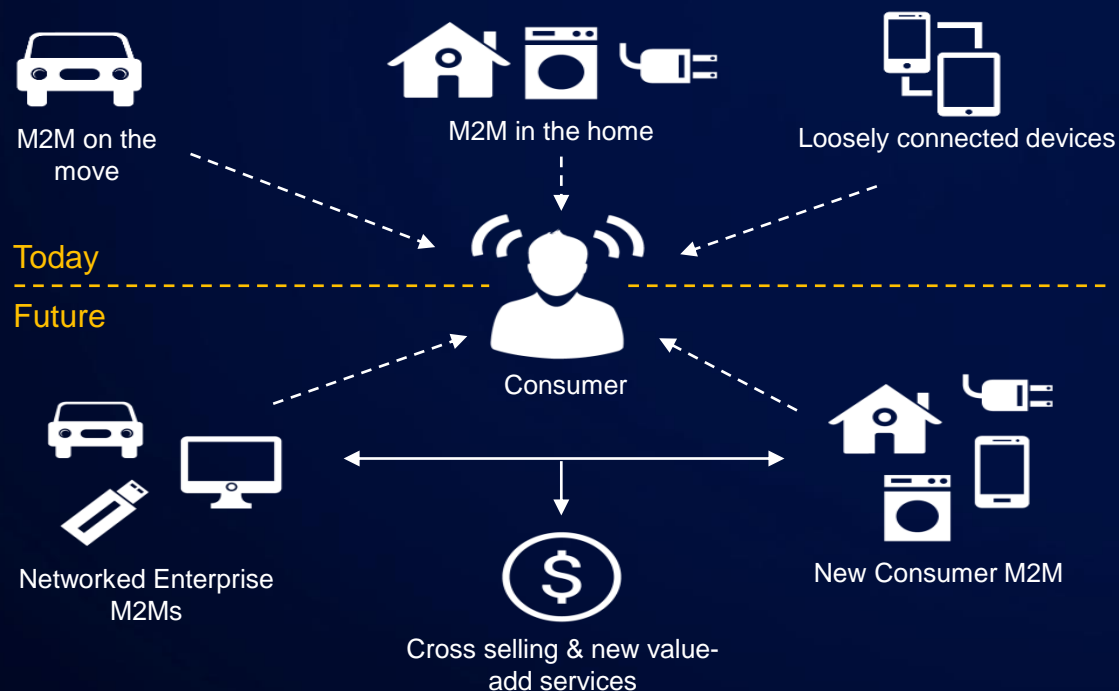 M2M on the
move
M2M in the home
Loosely connected devices
Today
Future
Consumer
Networked Enterprise
M2Ms
New Consumer M2M
$
Cross selling & new value-
add services